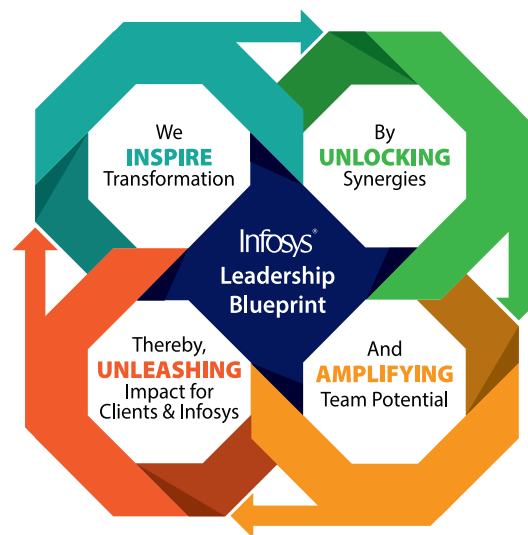 We
INSPIRE
Transformation
By
UNLOCKING
Synergies
Infosys®
Leadership
Blueprint
Thereby,
UNLEASHING
Impact for
Clients & Infosys
And
AMPLIFYING
Team Potential